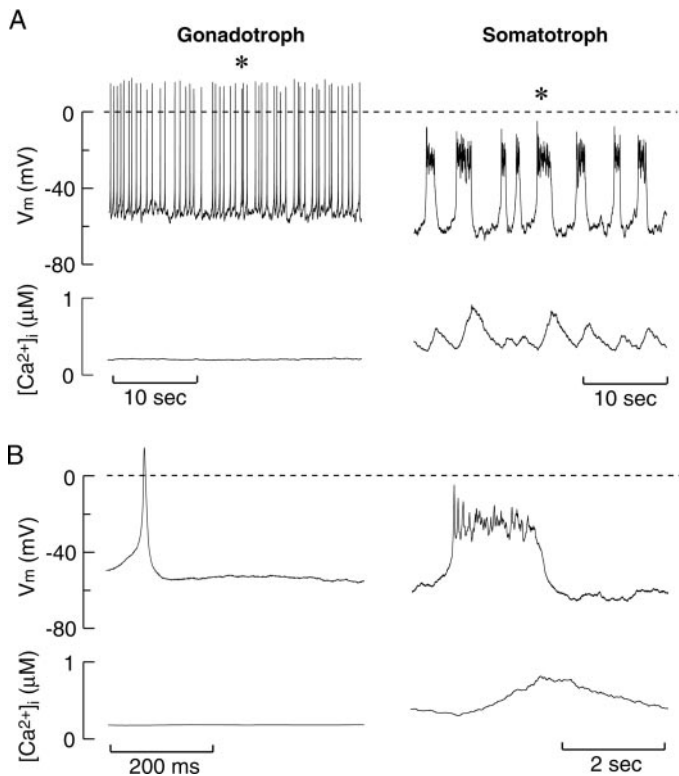 A
Gonadotroph
Somatotroph
*
*
0
-40
-80
Vm (mV)
1
0
[Ca2+]i (μM)
10 sec
10 sec
B
0
-40
-80
Vm (mV)
1
0
[Ca2+]i (μM)
200 ms
2 sec